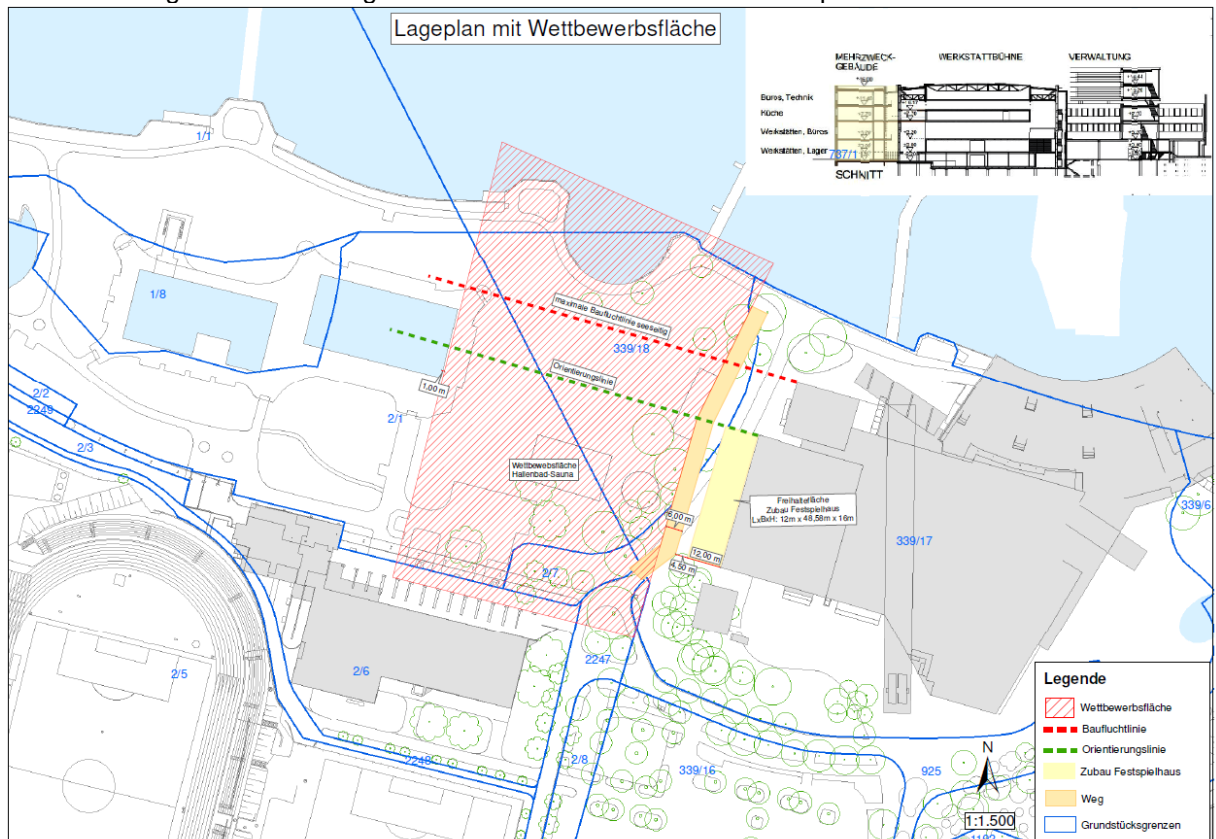 Lageplan mit Wettbewerbsfläche
MEHRZWECK-
GEBÄUDE
WERKSTATTBÜHNE
VERWALTUNG
Büros, Technik
Küche
Werkstätten, Büros
Werkstätten, Lager
787/1
SCHNITT
1/1
1/8
maximale Baufluchtlinie seeseitig
339/18
Orientierungslinie
1,00 m
2/2
2249
2/3
2/1
Wettbewebsfläche
Hallenbad-Sauna
Freihaltefläche
Zubau Festspielhaus
LxBxH: 12m x 48,58m x 16m
339/6
339/17
6,00 m
12,00 m
4,50 m
2/7
2/5
2/6
2247
2248
2/8
339/16
925
Legende
Wettbewerbsfläche
Baufluchtlinie
Orientierungslinie
Zubau Festspielhaus
Weg
Grundstücksgrenzen
N
1:1.500